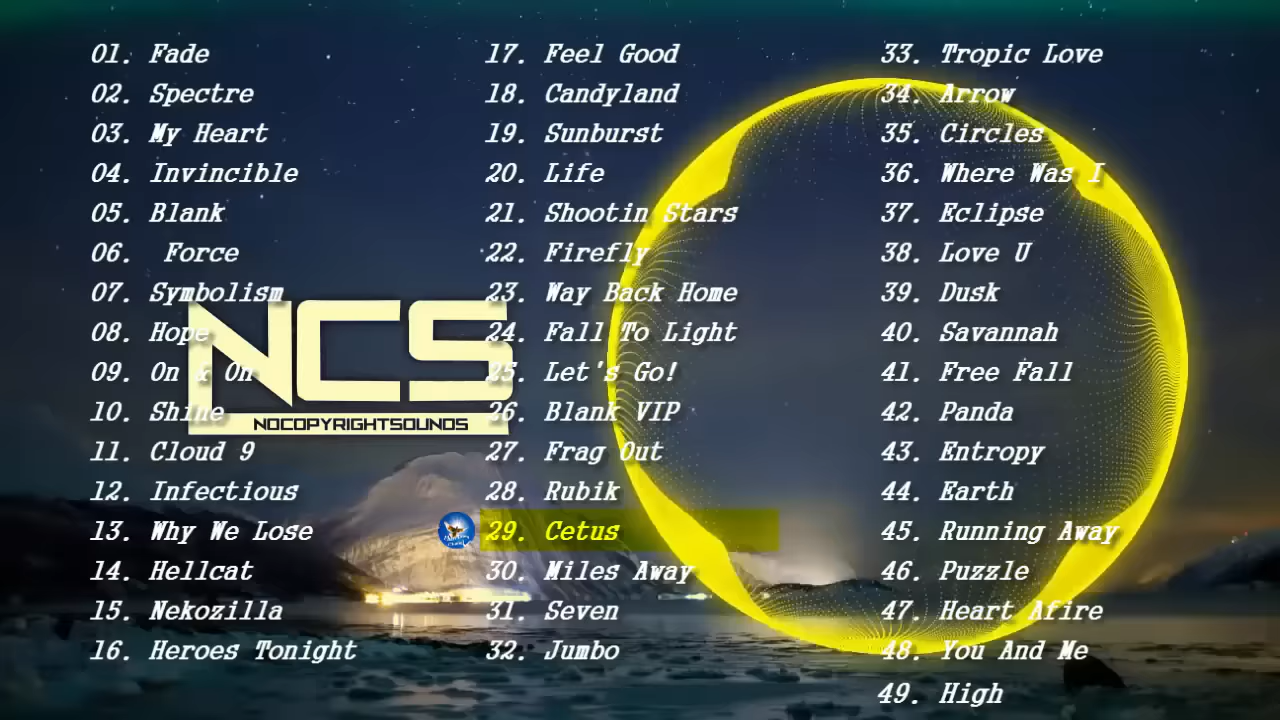 01. Fade
02. Spectre
03. My Heart
04. Invincible
05. Blank
06. Force
07. Symbolism
08. Hope
09. On & On
10. Shine
11. Cloud 9
12. Infectious
13. Why We Lose
14. Hellcat
15. Nekozilla
16. Heroes Tonight
NCS
NOCOPYRIGHTSOUNDS
17. Feel Good
18. Candyland
19. Sunburst
20. Life
21. Shootin Stars
22. Firefly
23. Way Back Home
24. Fall To Light
25. Let's Go!
26. Blank VIP
27. Frag Out
28. Rubik
29. Cetus
30. Miles Away
31. Seven
32. Jumbo
33. Tropic Love
34. Arrow
35. Circles
36. Where Was I
37. Eclipse
38. Love U
39. Dusk
40. Savannah
41. Free Fall
42. Panda
43. Entropy
44. Earth
45. Running Away
46. Puzzle
47. Heart Afire
48. You And Me
49. High